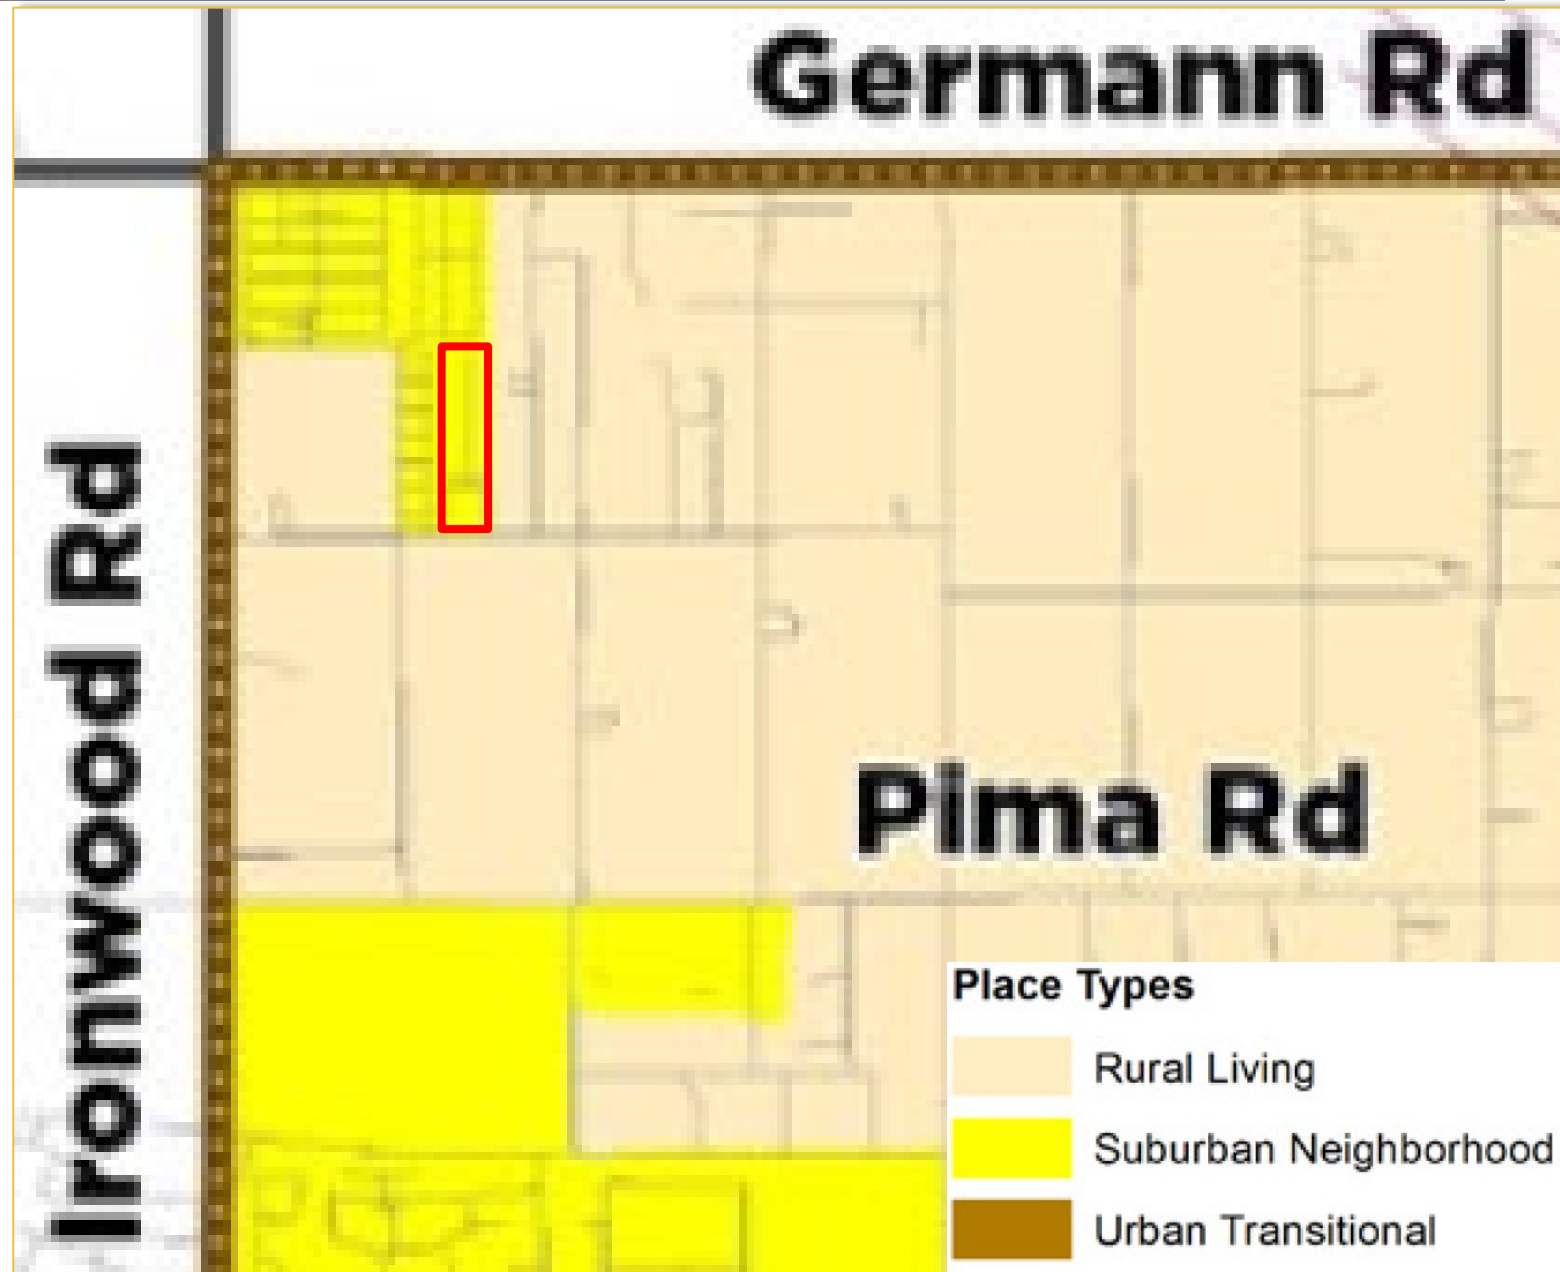 Germann Rd
Ironwood Rd
Pima Rd
Place Types
Rural Living
Suburban Neighborhood
Urban Transitional